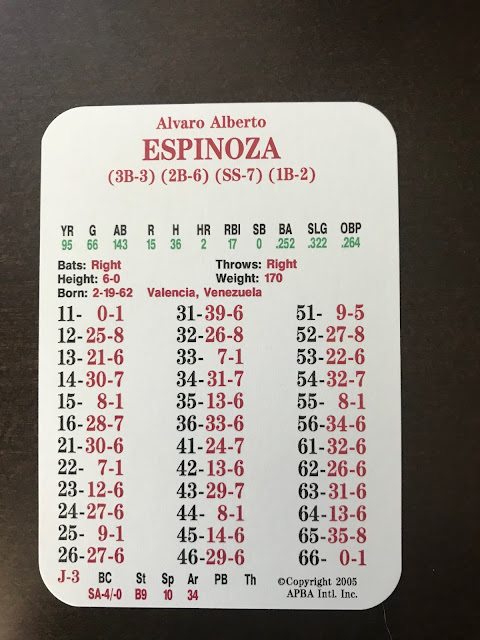 Alvaro Alberto
ESPINOZA
(3B-3) (2B-6) (SS-7) (1B-2)
YR G AB R H HR RBI SB BA SLG OBP
95 66 143 15 36 2 17 0 .252 .322 .264
Bats: Right Throws: Right
Height: 6-0 Weight: 170
Born: 2-19-62 Valencia, Venezuela
11- 0-1 31-39-6 51- 9-5
12-25-8 32-26-8 52-27-8
13-21-6 33- 7-1 53-22-6
14-30-7 34-31-7 54-32-7
15- 8-1 35-13-6 55- 8-1
16-28-7 36-33-6 56-34-6
21-30-6 41-24-7 61-32-6
22- 7-1 42-13-6 62-26-6
23-12-6 43-29-7 63-31-6
24-27-6 44- 8-1 64-13-6
25- 9-1 45-14-6 65-35-8
26-27-6 46-29-6 66- 0-1
J-3 BC St Sp Ar PB Th ©Copyright 2005
SA-4/-0 B9 10 34 APBA Intl. Inc.